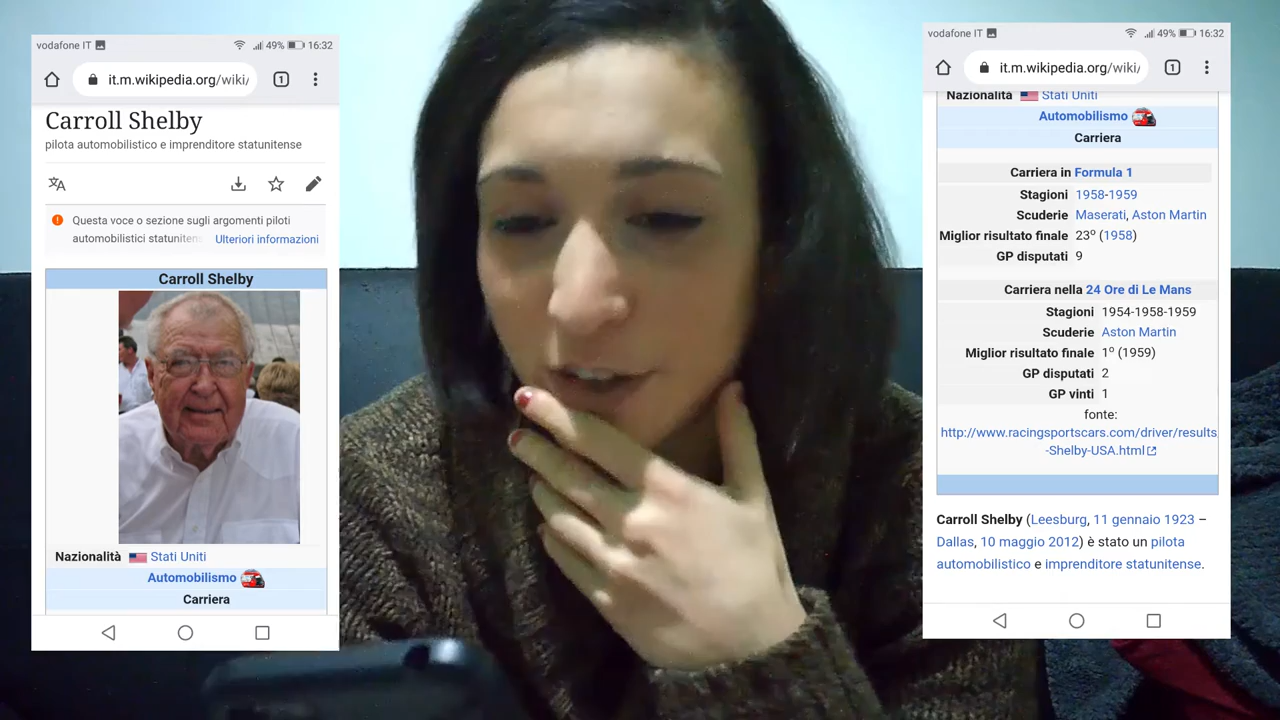 vodafone IT 49% 16:32
it.m.wikipedia.org/wiki/ 1
Carroll Shelby
pilota automobilistico e imprenditore statunitense
Questa voce o sezione sugli argomenti piloti
automobilistici statuniten
Ulteriori informazioni
Carroll Shelby
Nazionalità Stati Uniti
Automobilismo
Carriera
vodafone IT 49% 16:32
it.m.wikipedia.org/wiki/ 1
Nazionalità Stati Uniti
Automobilismo
Carriera
Carriera in Formula 1
Stagioni 1958-1959
Scuderie Maserati, Aston Martin
Miglior risultato finale 23º (1958)
GP disputati 9
Carriera nella 24 Ore di Le Mans
Stagioni 1954-1958-1959
Scuderie Aston Martin
Miglior risultato finale 1º (1959)
GP disputati 2
GP vinti 1
fonte:
http://www.racingsportscars.com/driver/results
-Shelby-USA.html
Carroll Shelby (Leesburg, 11 gennaio 1923 –
Dallas, 10 maggio 2012) è stato un pilota
automobilistico e imprenditore statunitense.